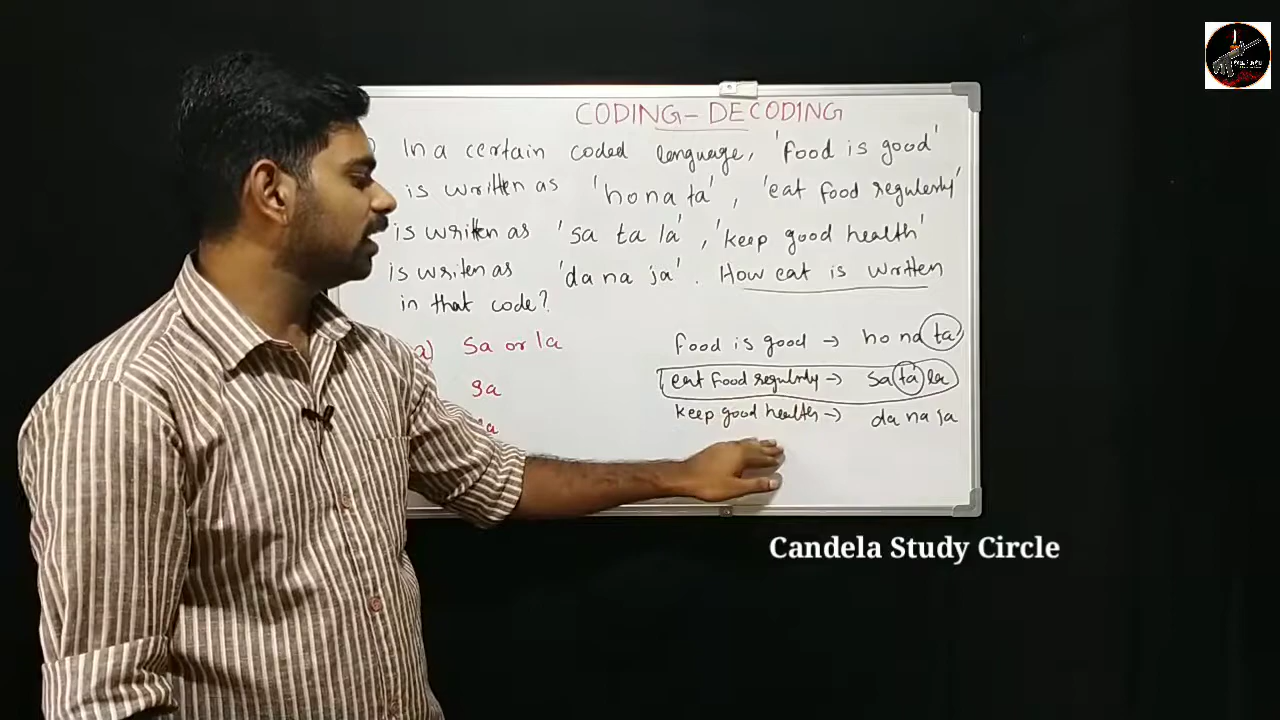 CODING - DECODING
In a certain coded language, 'food is good'
is written as 'ho na ta', 'eat food regularly'
is written as 'sa ta la', 'keep good health'
is writen as 'da na ja'. How eat is written
in that code?
a) sa or la
sa
food is good → ho na ta
eat food regularly → sa ta la
keep good health → da na ja
Candela Study Circle